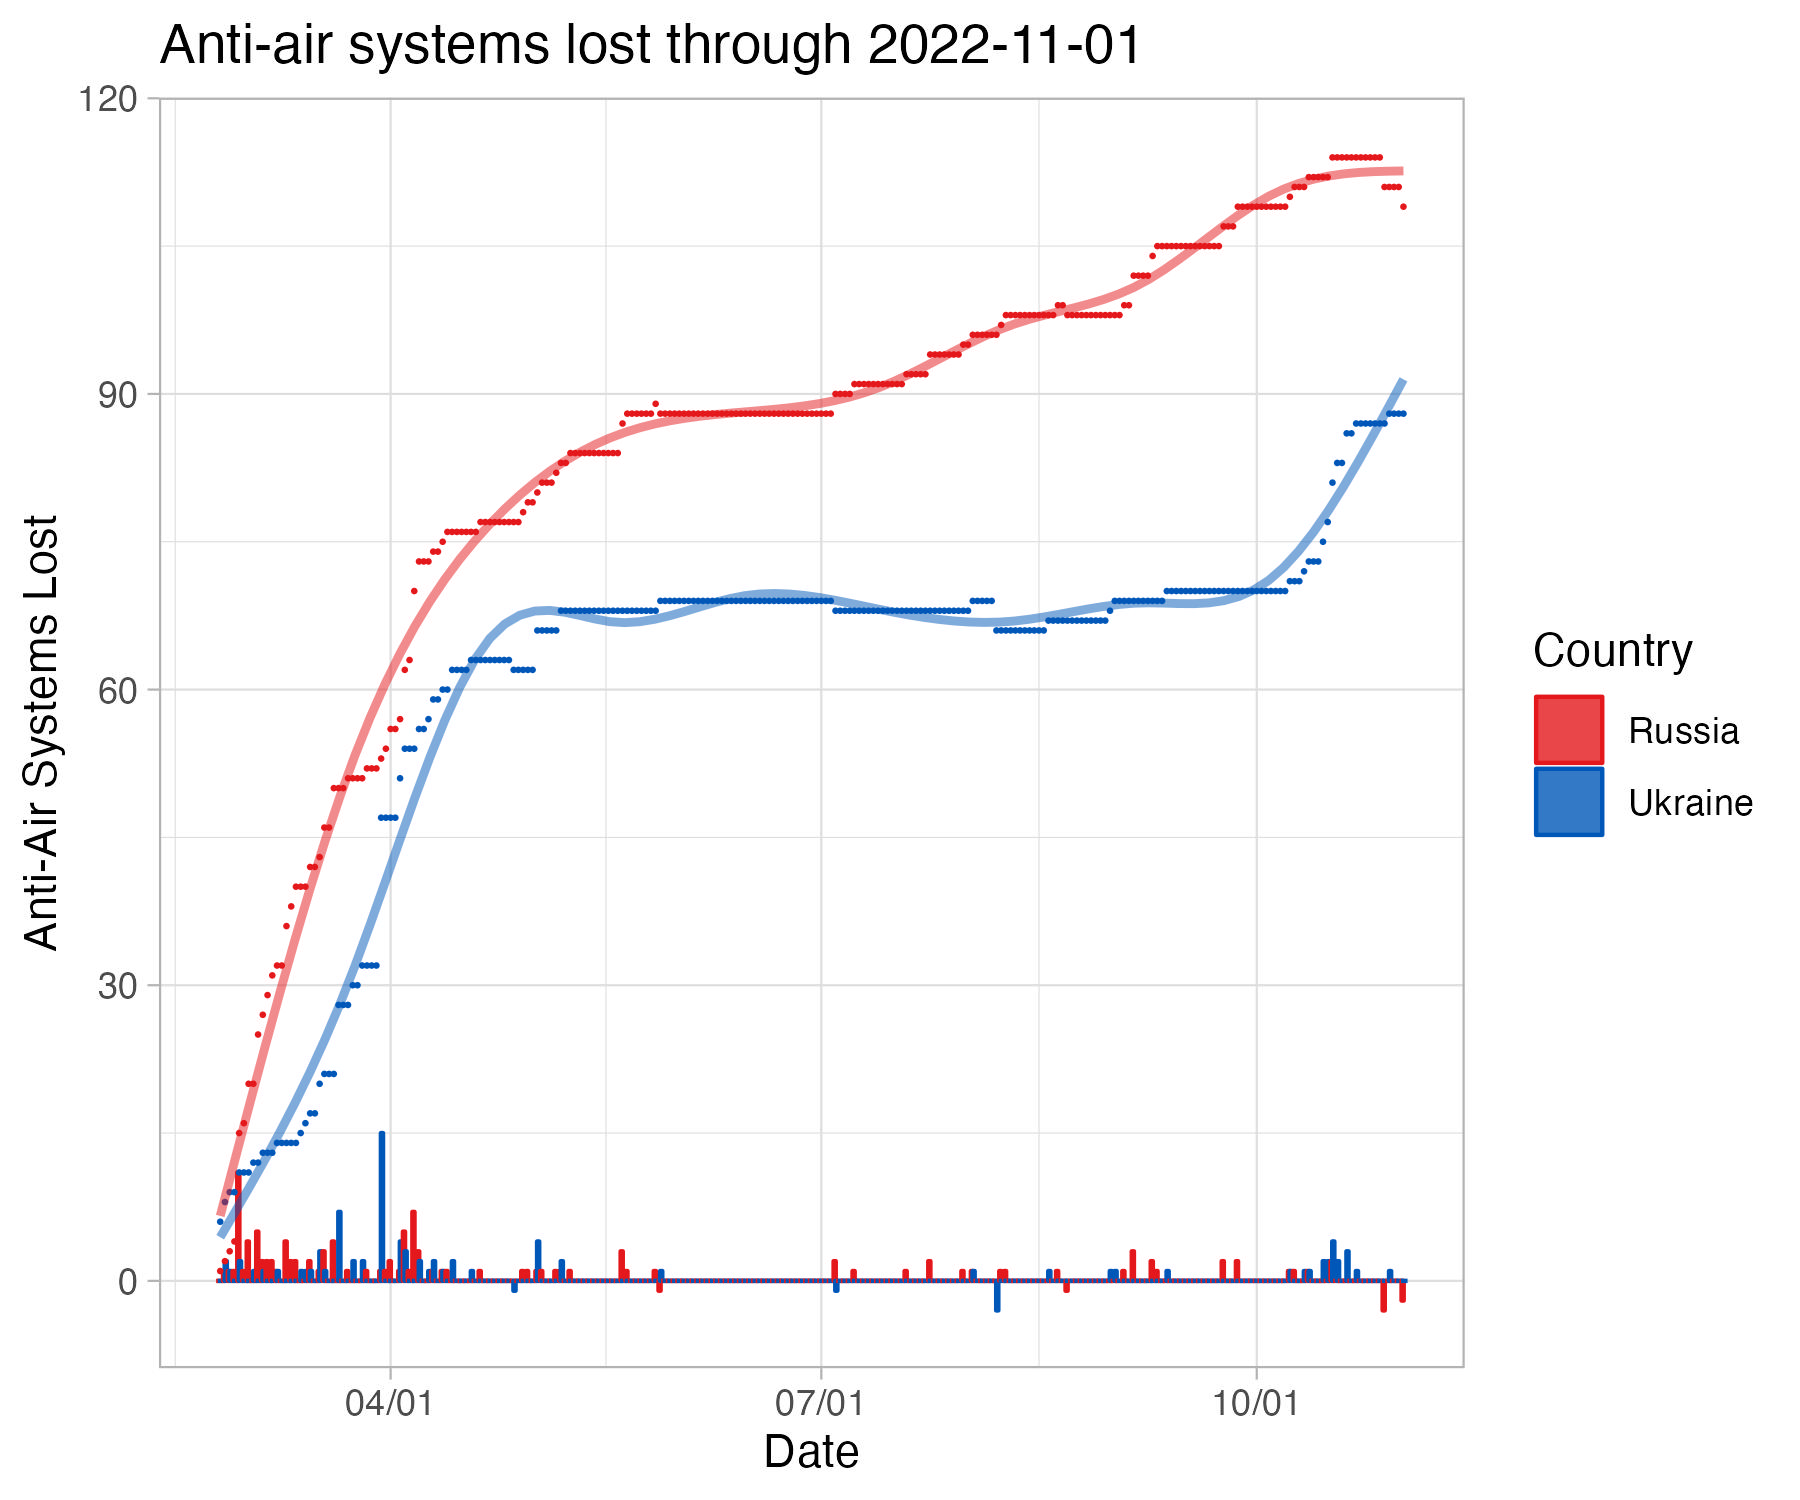 Anti-air systems lost through 2022-11-01
Anti-Air Systems Lost
120
90
60
30
0
04/01
07/01
10/01
Date
Country
Russia
Ukraine